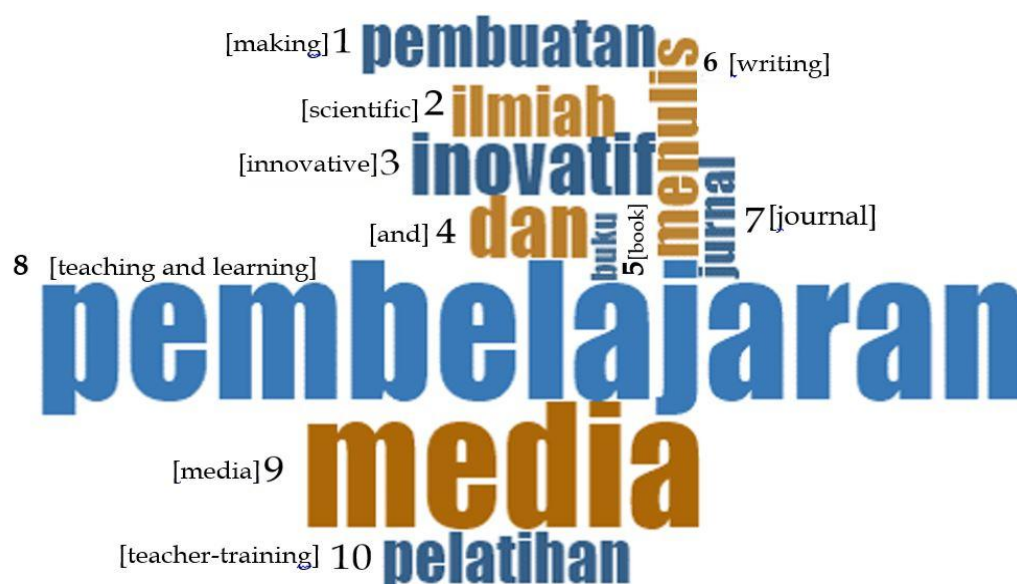 [making] 1 pembuatan
6 [writing]
menulis
[scientific] 2 ilmiah
[innovative] 3 inovatif
jurnal
7 [journal]
[and] 4 dan
buku
5 [book]
8 [teaching and learning]
pembelajaran
[media] 9 media
[teacher-training] 10 pelatihan